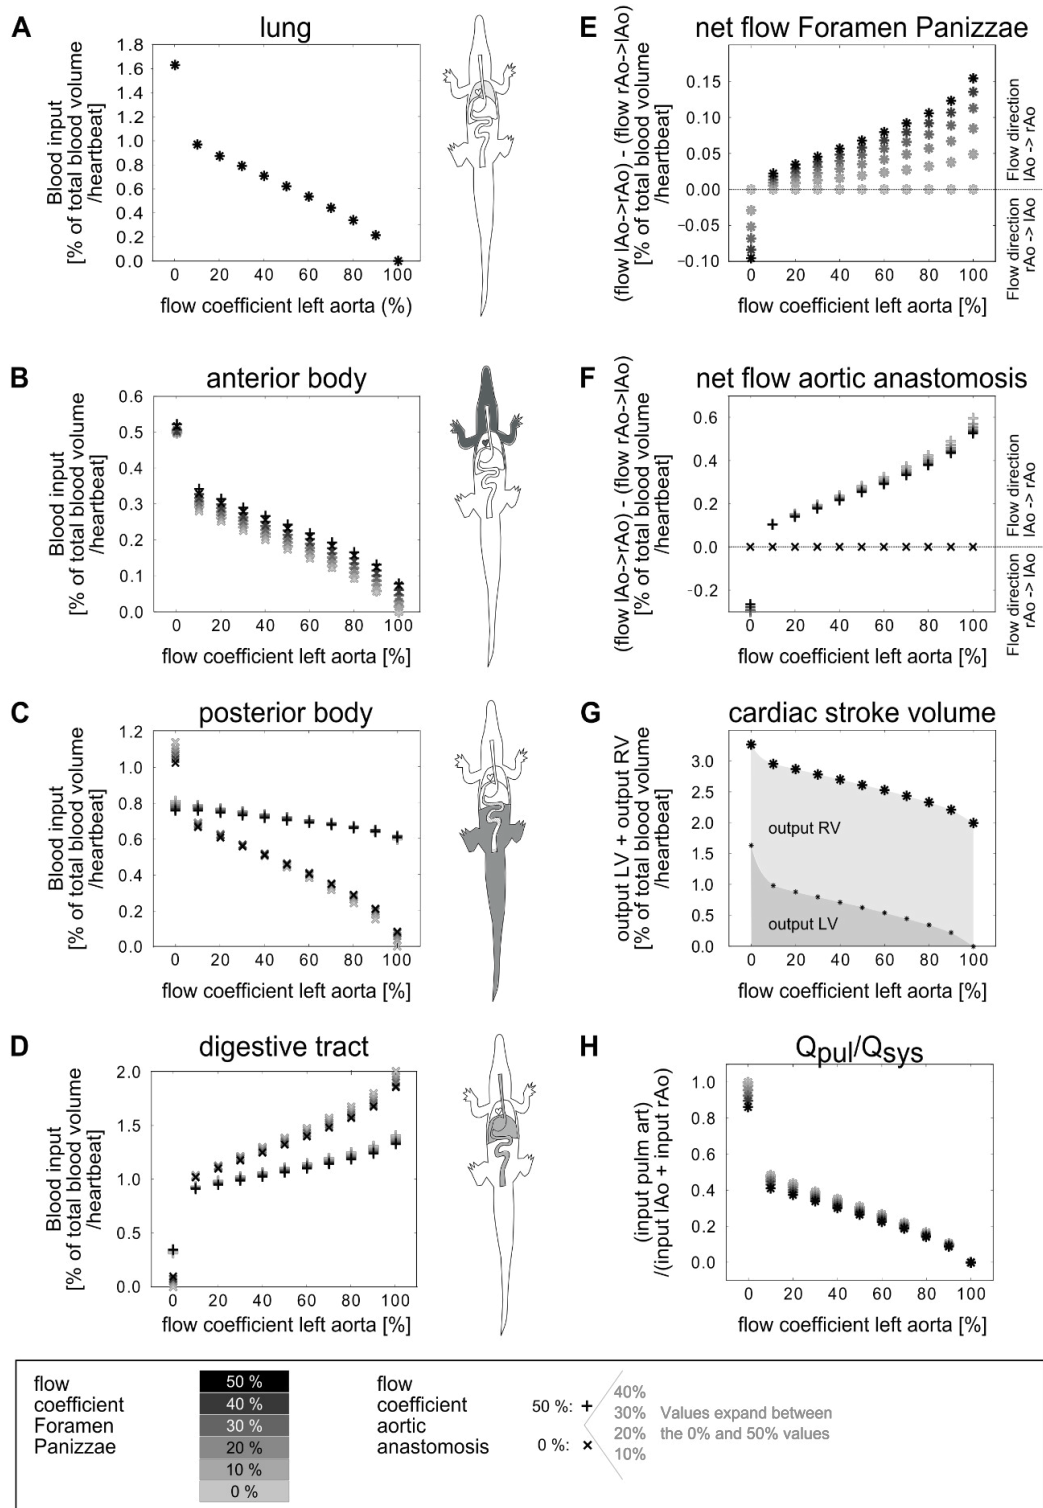 A
lung
Blood input
[% of total blood volume
/heartbeat]
1.8
1.6
1.4
1.2
1.0
0.8
0.6
0.4
0.2
0.0
0 20 40 60 80 100
flow coefficient left aorta (%)
E
net flow Foramen Panizzae
(flow lAo->rAo) - (flow rAo->lAo)
[% of total blood volume
/heartbeat]
0.15
0.10
0.05
0.00
−0.05
−0.10
0 20 40 60 80 100
flow coefficient left aorta [%]
Flow direction
lAo -> rAo
Flow direction
rAo -> lAo
B
anterior body
Blood input
[% of total blood volume
/heartbeat]
0.6
0.5
0.4
0.3
0.2
0.1
0.0
0 20 40 60 80 100
flow coefficient left aorta [%]
F
net flow aortic anastomosis
(flow lAo->rAo) - (flow rAo->lAo)
[% of total blood volume
/heartbeat]
0.6
0.4
0.2
0.0
-0.2
0 20 40 60 80 100
flow coefficient left aorta [%]
Flow direction
lAo -> rAo
Flow direction
rAo -> lAo
C
posterior body
Blood input
[% of total blood volume
/heartbeat]
1.2
1.0
0.8
0.6
0.4
0.2
0.0
0 20 40 60 80 100
flow coefficient left aorta [%]
G
cardiac stroke volume
output LV + output RV
[% of total blood volume
/heartbeat]
3.0
2.5
2.0
1.5
1.0
0.5
0.0
output RV
output LV
0 20 40 60 80 100
flow coefficient left aorta [%]
D
digestive tract
Blood input
[% of total blood volume
/heartbeat]
2.0
1.5
1.0
0.5
0.0
0 20 40 60 80 100
flow coefficient left aorta [%]
H
Qpul/Qsys
(input pulm art)
/(input lAo + input rAo)
1.0
0.8
0.6
0.4
0.2
0.0
0 20 40 60 80 100
flow coefficient left aorta [%]
flow
coefficient
Foramen
Panizzae
50 %
40 %
30 %
20 %
10 %
0 %
flow
coefficient
aortic
anastomosis
50 %: +
0 %: ×
40%
30%
20%
10%
Values expand between
the 0% and 50% values